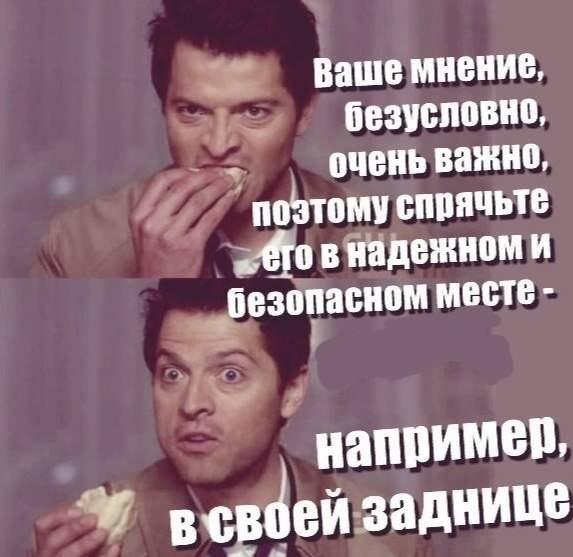 Ваше мнение,
безусловно,
очень важно,
поэтому спрячьте
его в надежном и
безопасном месте -
например,
в своей заднице